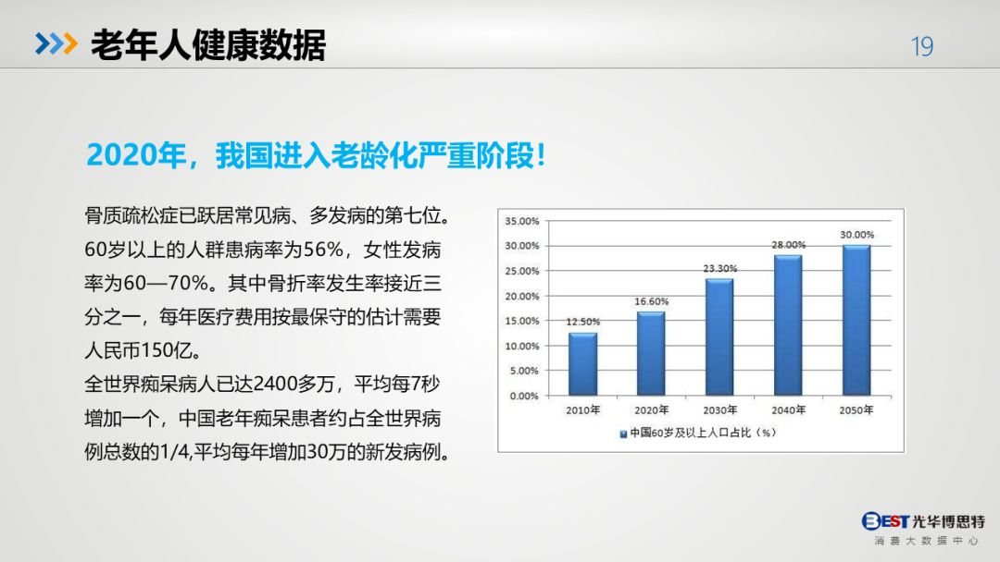 老年人健康数据
19
2020年，我国进入老龄化严重阶段！
骨质疏松症已跃居常见病、多发病的第七位。
60岁以上的人群患病率为56%，女性发病
率为60—70%。其中骨折率发生率接近三
分之一，每年医疗费用按最保守的估计需要
人民币150亿。
全世界痴呆病人已达2400多万，平均每7秒
增加一个，中国老年痴呆患者约占全世界病
例总数的1/4,平均每年增加30万的新发病例。
35.00%
30.00%
25.00%
20.00%
15.00%
10.00%
5.00%
0.00%
12.50%
16.60%
23.30%
28.00%
30.00%
2010年 2020年 2030年 2040年 2050年
中国60岁及以上人口占比（%）
BEST光华博思特
消费大数据中心